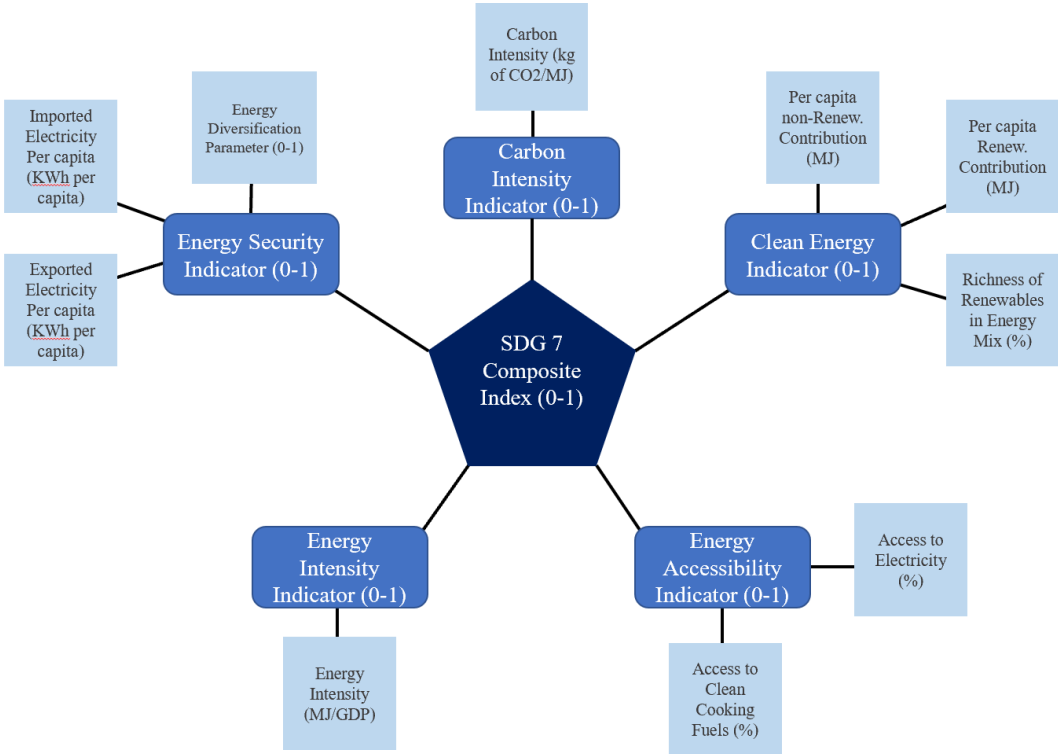 Carbon
Intensity (kg
of CO2/MJ)
Imported
Electricity
Per capita
(KWh per
capita)
Energy
Diversification
Parameter (0-1)
Per capita
non-Renew.
Contribution
(MJ)
Per capita
Renew.
Contribution
(MJ)
Carbon
Intensity
Indicator (0-1)
Energy Security
Indicator (0-1)
Clean Energy
Indicator (0-1)
Exported
Electricity
Per capita
(KWh per
capita)
Richness of
Renewables
in Energy
Mix (%)
SDG 7
Composite
Index (0-1)
Energy
Intensity
Indicator (0-1)
Energy
Accessibility
Indicator (0-1)
Access to
Electricity
(%)
Energy
Intensity
(MJ/GDP)
Access to
Clean
Cooking
Fuels (%)